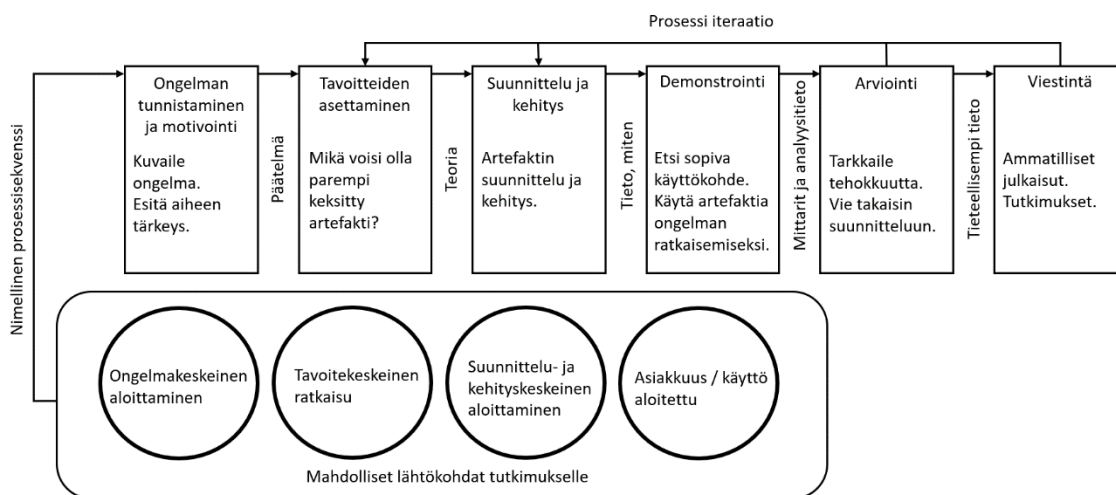 Prosessi iteraatio
Nimellinen prosessisekvenssi
Ongelman
tunnistaminen
ja motivointi
Kuvaile
ongelma.
Esitä aiheen
tärkeys.
Päätelmä
Tavoitteiden
asettaminen
Mikä voisi olla
parempi
keksitty
artefakti?
Teoria
Suunnittelu ja
kehitys
Artefaktin
suunnittelu ja
kehitys.
Tieto, miten
Demonstrointi
Etsi sopiva
käyttökohde.
Käytä artefaktia
ongelman
ratkaisemiseksi.
Mittarit ja analyysitieto
Arviointi
Tarkkaile
tehokkuutta.
Vie takaisin
suunnitteluun.
Tieteellisempi tieto
Viestintä
Ammatilliset
julkaisut.
Tutkimukset.
Ongelmakeskeinen
aloittaminen
Tavoitekeskeinen
ratkaisu
Suunnittelu- ja
kehityskeskeinen
aloittaminen
Asiakkuus / käyttö
aloitettu
Mahdolliset lähtökohdat tutkimukselle